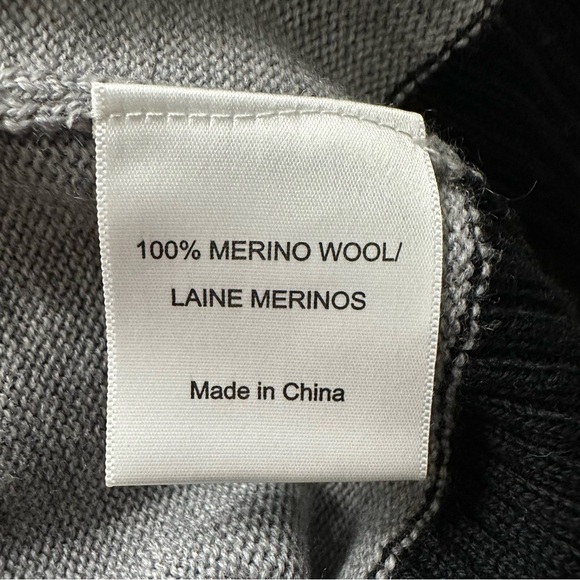 100% MERINO WOOL/
LAINE MERINOS
Made in China